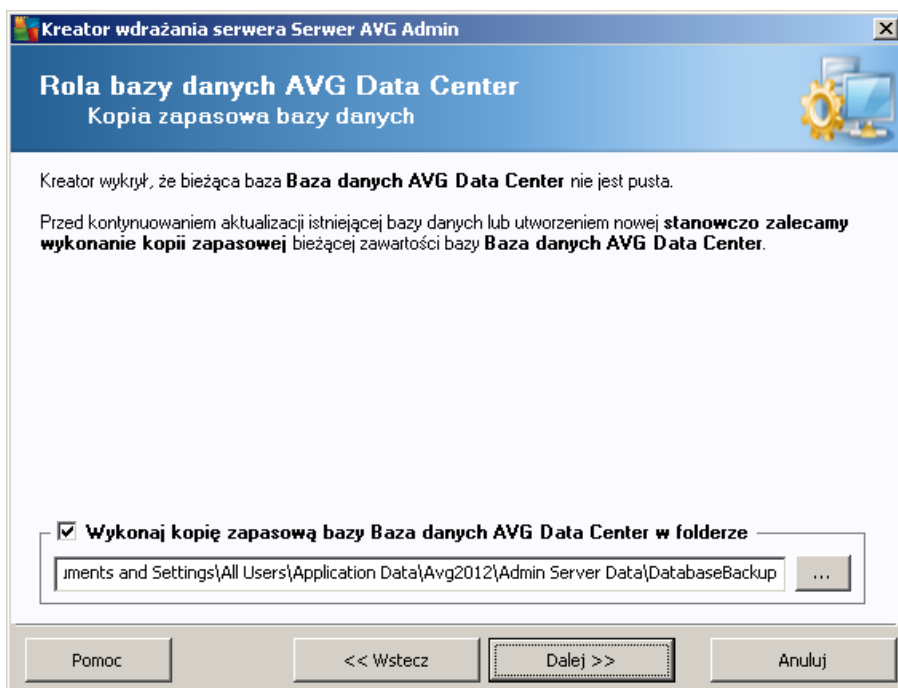 Kreator wdrażania serwera Serwer AVG Admin
Rola bazy danych AVG Data Center
Kopia zapasowa bazy danych
Kreator wykrył, że bieżąca baza Baza danych AVG Data Center nie jest pusta.
Przed kontynuowaniem aktualizacji istniejącej bazy danych lub utworzeniem nowej stanowczo zalecamy
wykonanie kopii zapasowej bieżącej zawartości bazy Baza danych AVG Data Center.
Wykonaj kopię zapasową bazy Baza danych AVG Data Center w folderze
uments and Settings\All Users\Application Data\Avg2012\Admin Server Data\DatabaseBackup
...
Pomoc
<< Wstecz
Dalej >>
Anuluj